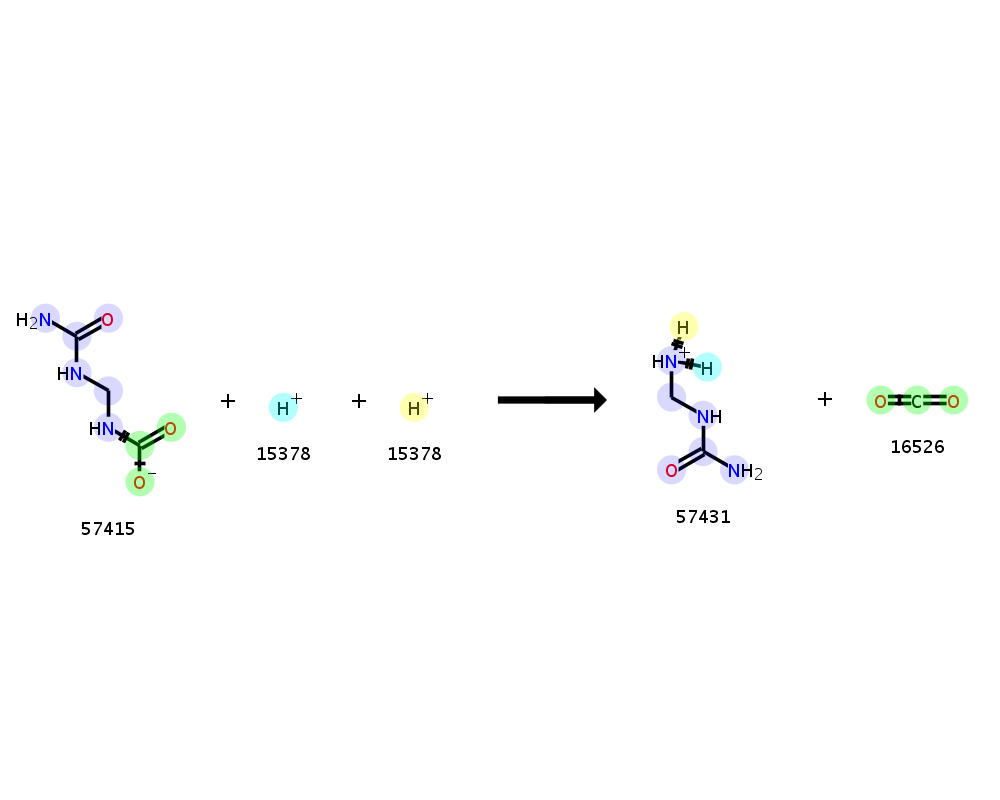 H2N O
HN
HN O
O−
57415
+
H+
15378
+
H+
15378
H
HN+ H
NH
O NH2
57431
+
O C O
16526